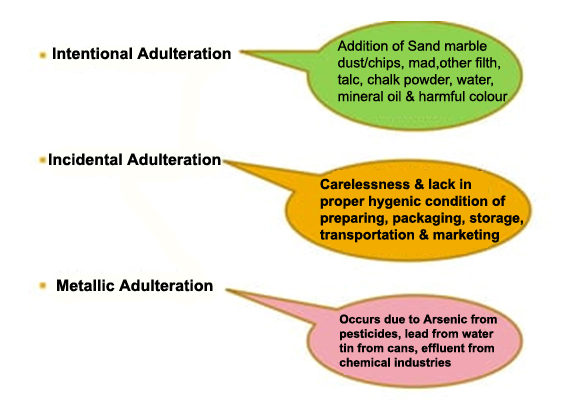 Intentional Adulteration
Addition of Sand marble
dust/chips, mad,other filth,
talc, chalk powder, water,
mineral oil & harmful colour
Incidental Adulteration
Carelessness & lack in
proper hygenic condition of
preparing, packaging, storage,
transportation & marketing
Metallic Adulteration
Occurs due to Arsenic from
pesticides, lead from water
tin from cans, effluent from
chemical industries